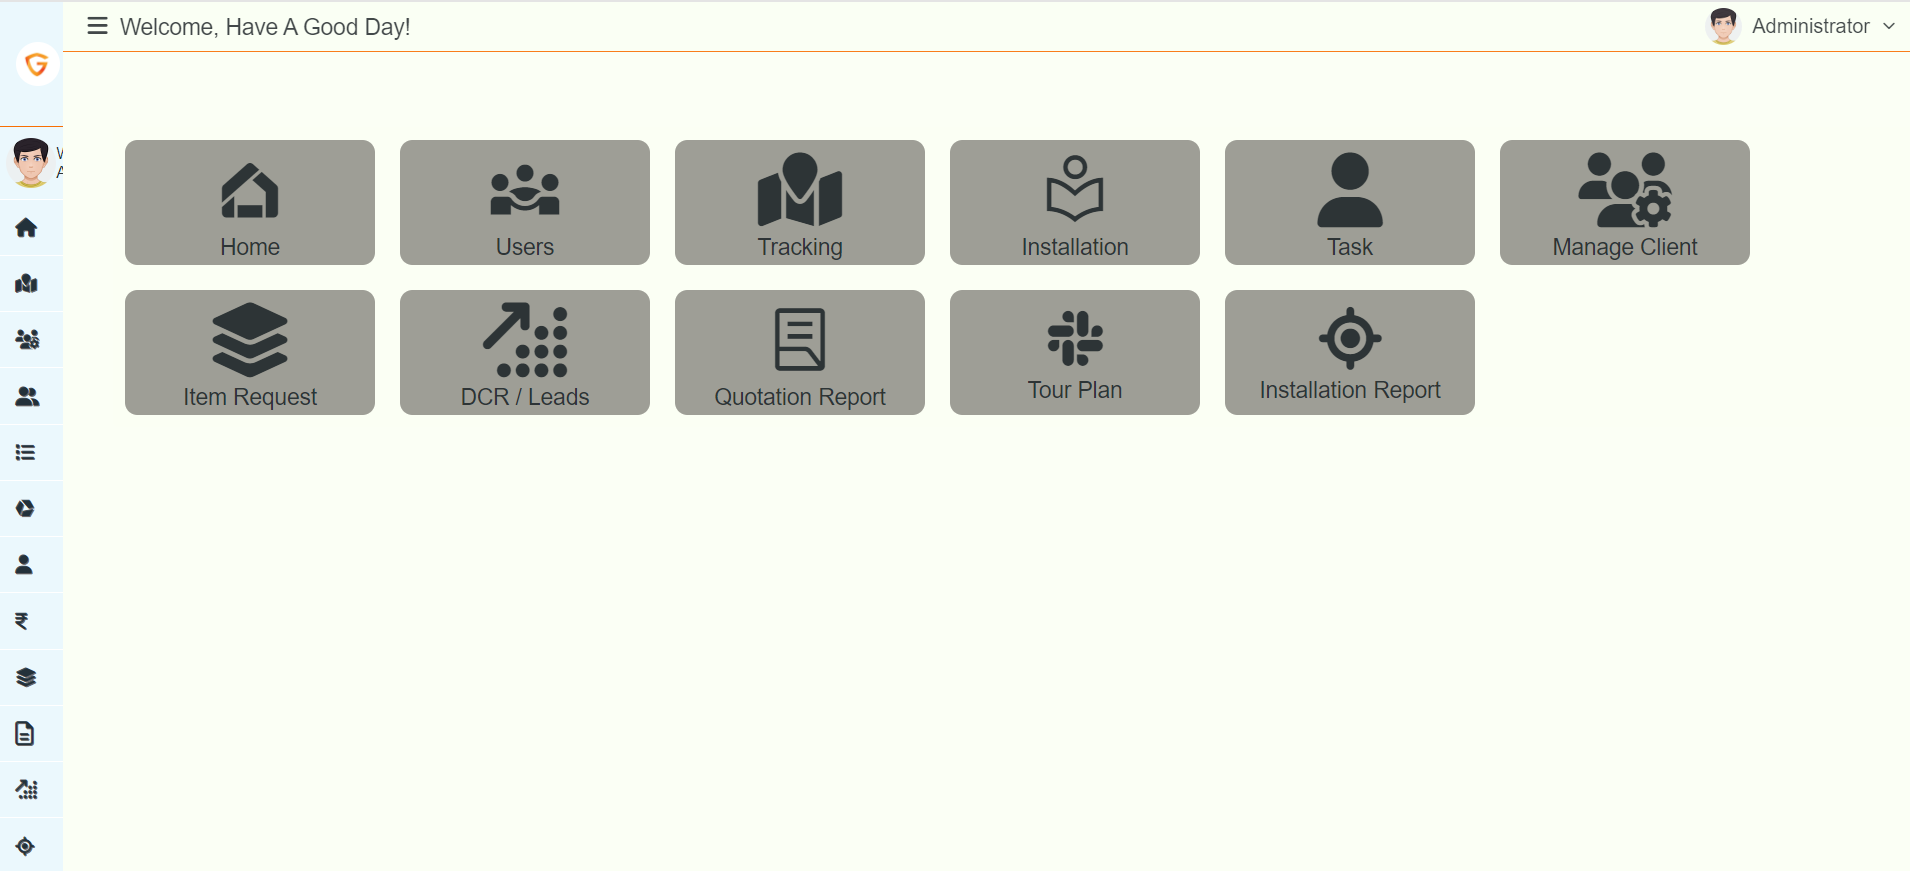 Welcome, Have A Good Day!
Administrator
Home
Users
Tracking
Installation
Task
Manage Client
Item Request
DCR / Leads
Quotation Report
Tour Plan
Installation Report